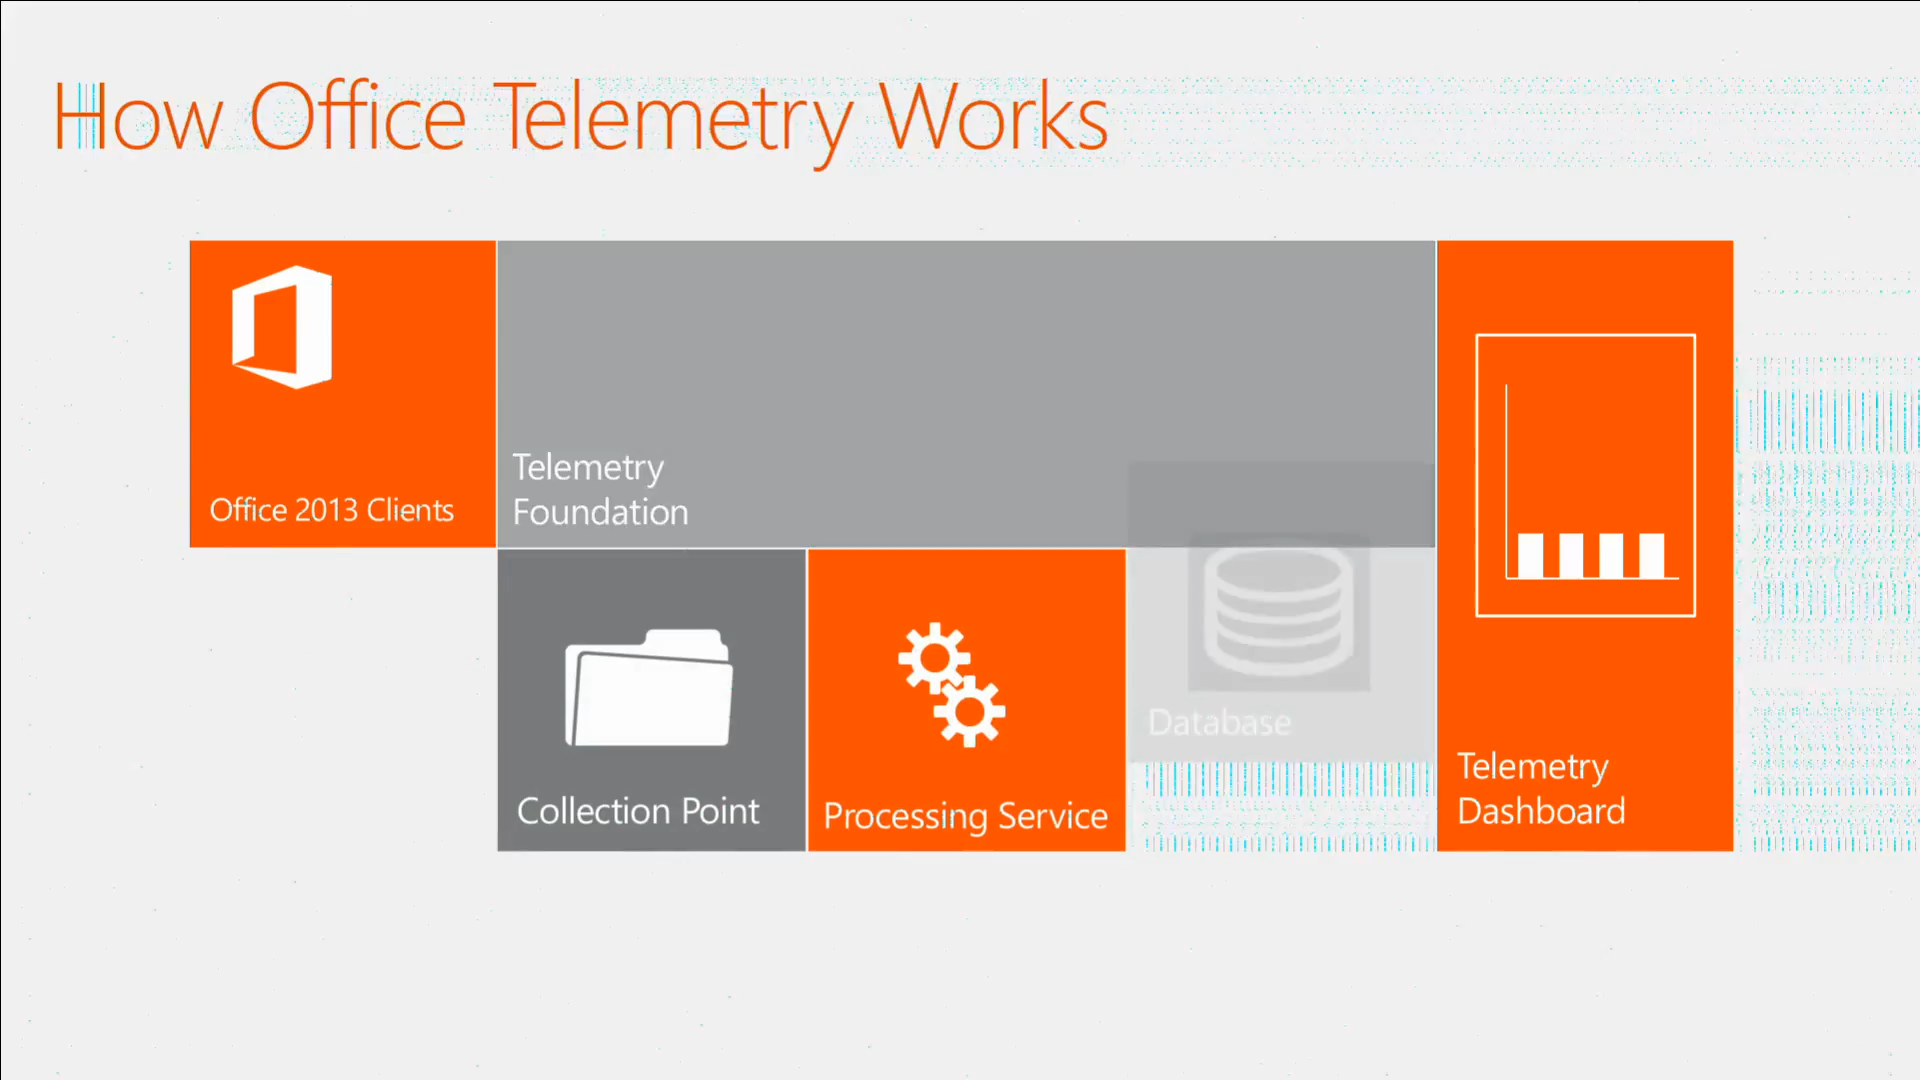 How Office Telemetry Works
Office 2013 Clients
Telemetry
Foundation
Collection Point
Processing Service
Database
Telemetry
Dashboard